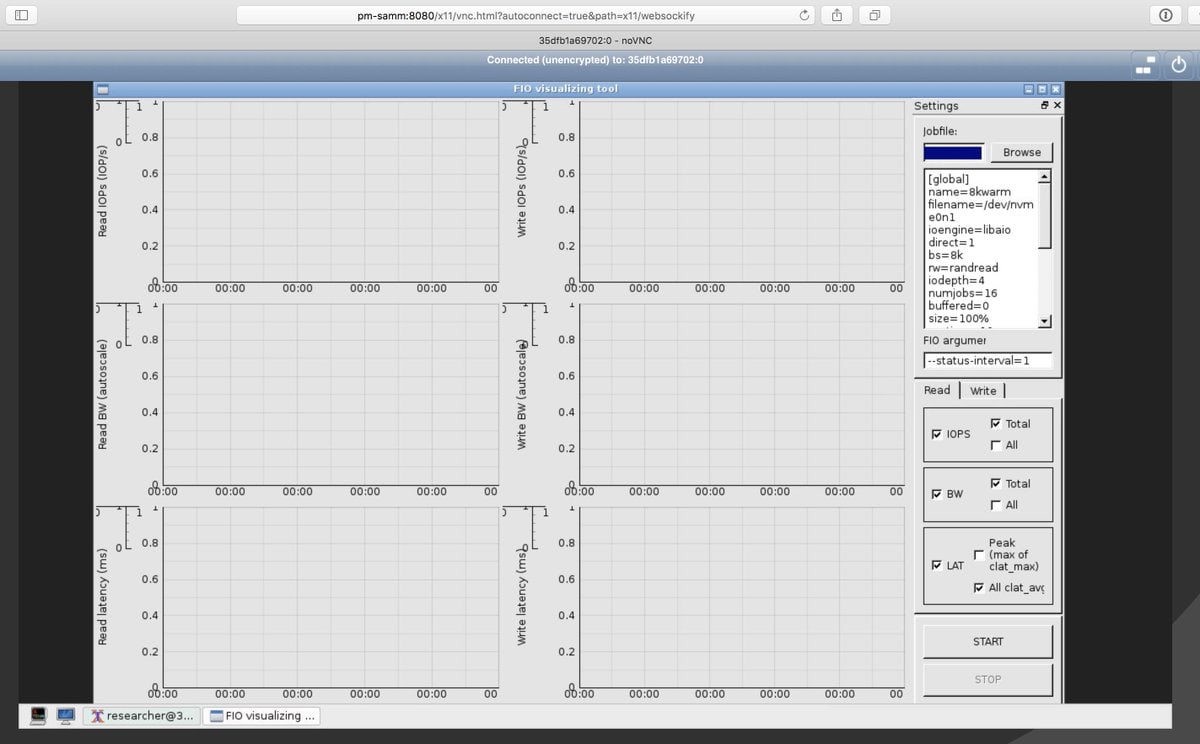 pm-samm:8080/x11/vnc.html?autoconnect=true&path=x11/websockify
35dfb1a69702:0 - noVNC
Connected (unencrypted) to: 35dfb1a69702:0
FIO visualizing tool
0 1 1
0
0.8
0.6
0.4
0.2
0
Read IOPs (IOP/s)
00:00 00:00 00:00 00:00 00:00 00
0 1 1
0
0.8
0.6
0.4
0.2
0
Write IOPs (IOP/s)
00:00 00:00 00:00 00:00 00:00 00
0 1 1
0
0.8
0.6
0.4
0.2
0
Read BW (autoscale)
00:00 00:00 00:00 00:00 00:00 00
0 1 1
0
0.8
0.6
0.4
0.2
0
Write BW (autoscale)
00:00 00:00 00:00 00:00 00:00 00
0 1 1
0
0.8
0.6
0.4
0.2
0
Read latency (ms)
00:00 00:00 00:00 00:00 00:00 00
0 1 1
0
0.8
0.6
0.4
0.2
0
Write latency (ms)
00:00 00:00 00:00 00:00 00:00 00
Settings
Jobfile:
Browse
[global]
name=8kwarm
filename=/dev/nvm
e0n1
ioengine=libaio
direct=1
bs=8k
rw=randread
iodepth=4
numjobs=16
buffered=0
size=100%
FIO argumer
--status-interval=1
Read Write
IOPS
Total
All
BW
Total
All
LAT
Peak
(max of
clat_max)
All clat_avg
START
STOP
researcher@3... FIO visualizing ...